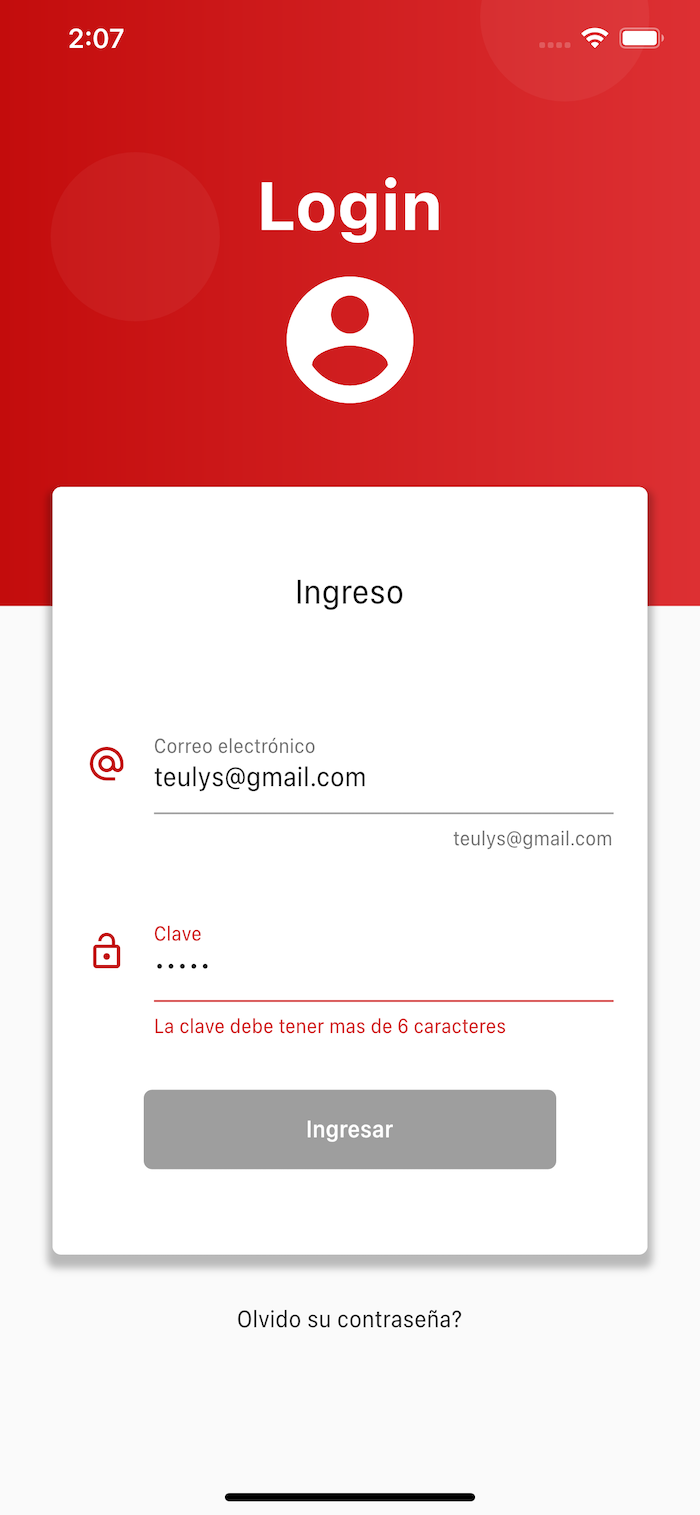 2:07
Login
Ingreso
Correo electrónico
teulys@gmail.com
teulys@gmail.com
Clave
•••••
La clave debe tener mas de 6 caracteres
Ingresar
Olvido su contraseña?